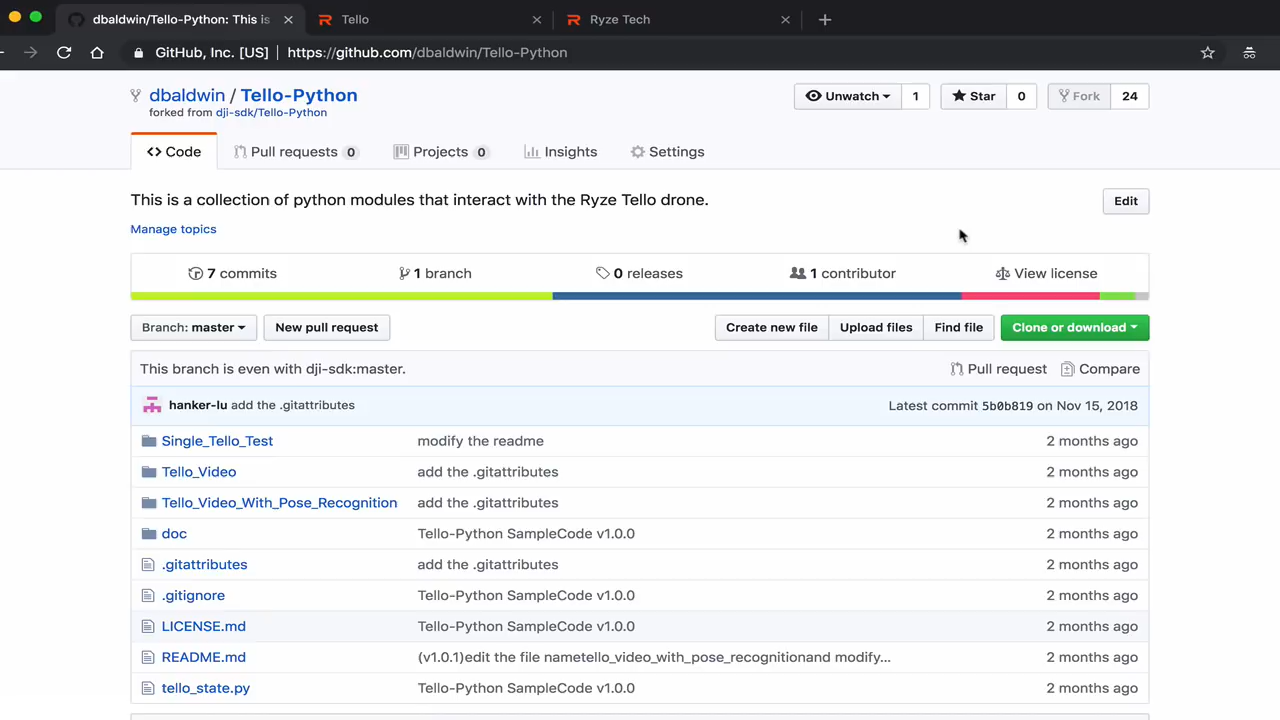 dbaldwin/Tello-Python: This is
Tello
Ryze Tech
GitHub, Inc. [US] | https://github.com/dbaldwin/Tello-Python
dbaldwin / Tello-Python
Unwatch 1 Star 0 Fork 24
forked from dji-sdk/Tello-Python
Code Pull requests 0 Projects 0 Insights Settings
This is a collection of python modules that interact with the Ryze Tello drone.
Edit
Manage topics
7 commits 1 branch 0 releases 1 contributor View license
Branch: master New pull request Create new file Upload files Find file Clone or download
This branch is even with dji-sdk:master. Pull request Compare
hanker-lu add the .gitattributes Latest commit 5b0b819 on Nov 15, 2018
Single_Tello_Test modify the readme 2 months ago
Tello_Video add the .gitattributes 2 months ago
Tello_Video_With_Pose_Recognition add the .gitattributes 2 months ago
doc Tello-Python SampleCode v1.0.0 2 months ago
.gitattributes add the .gitattributes 2 months ago
.gitignore Tello-Python SampleCode v1.0.0 2 months ago
LICENSE.md Tello-Python SampleCode v1.0.0 2 months ago
README.md (v1.0.1)edit the file nametello_video_with_pose_recognitionand modify... 2 months ago
tello_state.py Tello-Python SampleCode v1.0.0 2 months ago